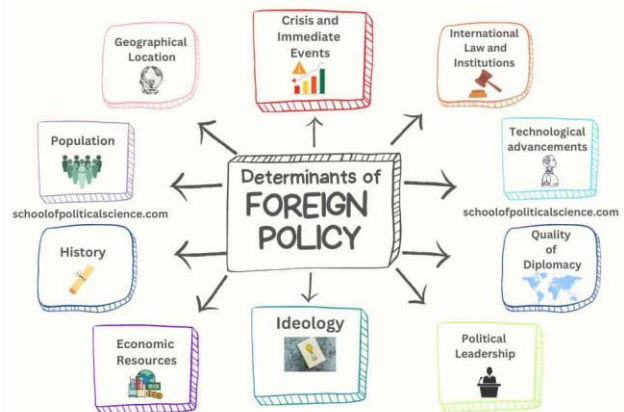 Crisis and
Immediate
Events
Geographical
Location
International
Law and
Institutions
Population
Technological
advancements
Determinants of
FOREIGN
POLICY
schoolofpoliticalscience.com
schoolofpoliticalscience.com
History
Quality
of
Diplomacy
Economic
Resources
Ideology
Political
Leadership